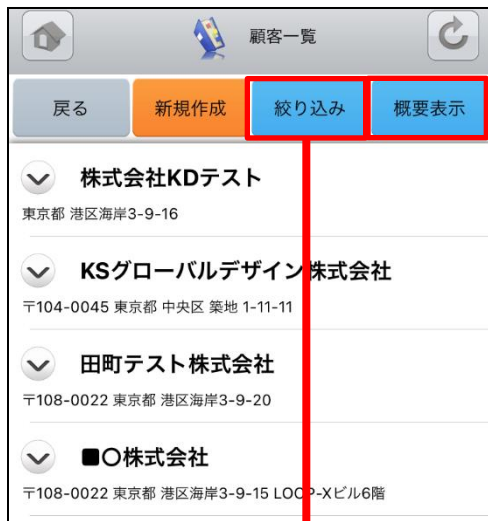 顧客一覧
戻る 新規作成 絞り込み 概要表示
株式会社KDテスト
東京都 港区海岸3-9-16
KSグローバルデザイン株式会社
〒104-0045 東京都 中央区 築地 1-11-11
田町テスト株式会社
〒108-0022 東京都 港区海岸3-9-20
■〇株式会社
〒108-0022 東京都 港区海岸3-9-15 LOOP-Xビル6階